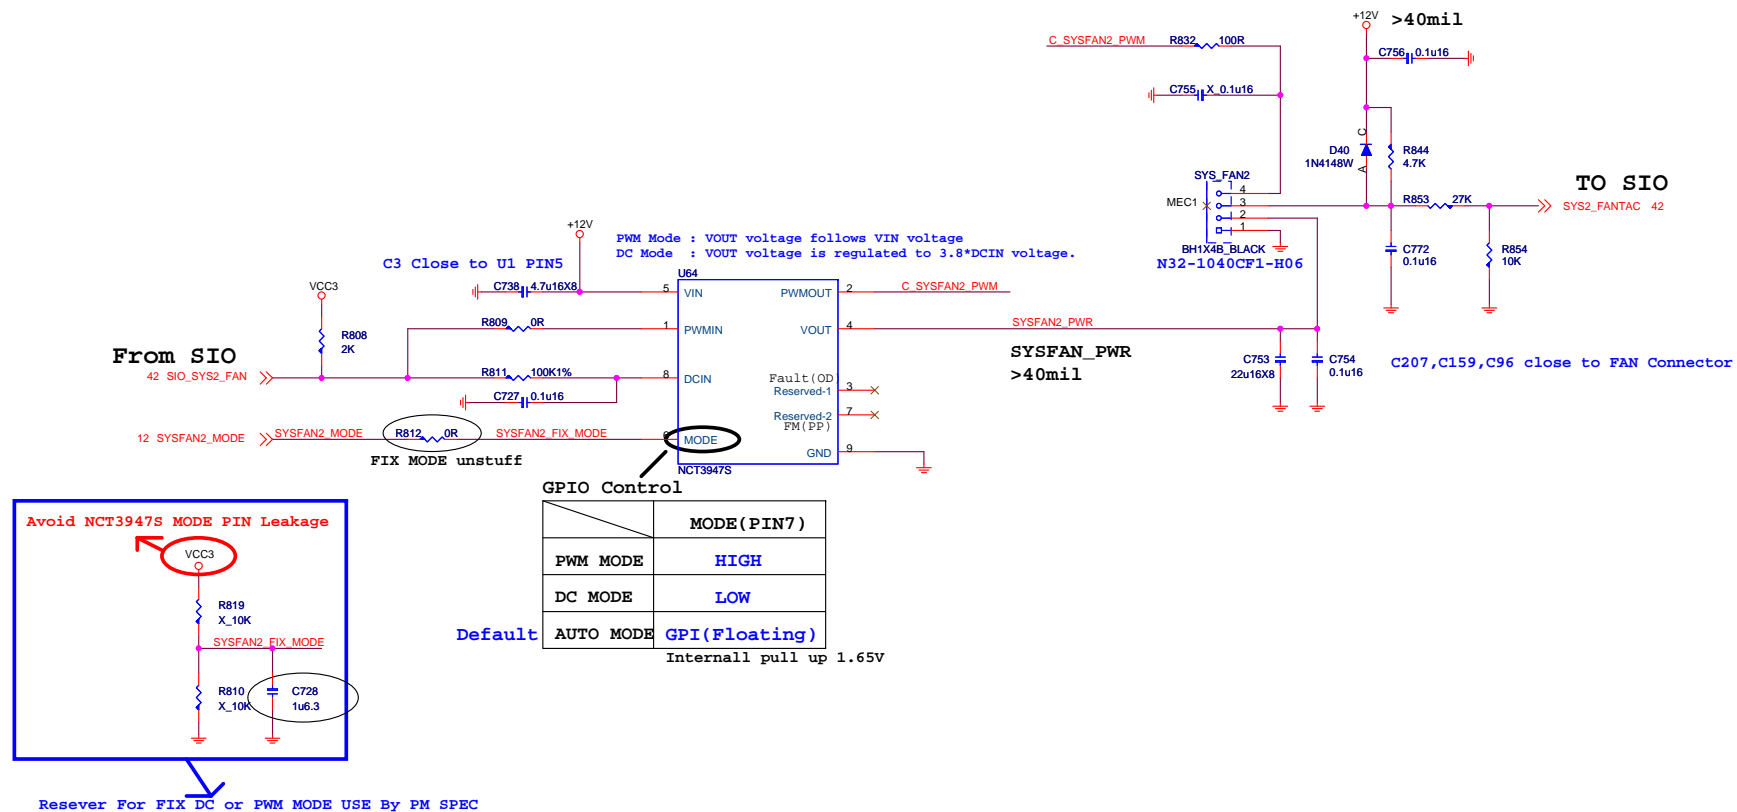 +12V
>40mil
C_SYSFAN2_PWM
R832
100R
C756
0.1u16
C755
X_0.1u16
D40
1N4148W
C
A
R844
4.7K
SYS_FAN2
MEC1
4
3
2
1
BH1X4B_BLACK
N32-1040CF1-H06
R853
27K
TO SIO
SYS2_FANTAC 42
C772
0.1u16
R854
10K
+12V
PWM Mode : VOUT voltage follows VIN voltage
DC Mode : VOUT voltage is regulated to 3.8*DCIN voltage.
C3 Close to U1 PIN5
U64
VCC3
C738
4.7u16X8
5
VIN
PWMOUT
2
C_SYSFAN2_PWM
R808
2K
R809
0R
1
PWMIN
VOUT
4
SYSFAN2_PWR
From SIO
42 SIO_SYS2_FAN
R811
100K1%
8
DCIN
C727
0.1u16
Fault(OD)
Reserved-1
3
Reserved-2
7
FM(PP)
SYSFAN_PWR
>40mil
C753
22u16X8
C754
0.1u16
C207,C159,C96 close to FAN Connector
12 SYSFAN2_MODE
SYSFAN2_MODE
R812
0R
SYSFAN2_FIX_MODE
6
MODE
GND
9
FIX MODE unstuff
NCT3947S
GPIO Control
MODE(PIN7)
PWM MODE
HIGH
DC MODE
LOW
Default
AUTO MODE
GPI(Floating)
Internall pull up 1.65V
Avoid NCT3947S MODE PIN Leakage
VCC3
R819
X_10K
SYSFAN2_FIX_MODE
R810
X_10K
C728
1u6.3
Resever For FIX DC or PWM MODE USE By PM SPEC